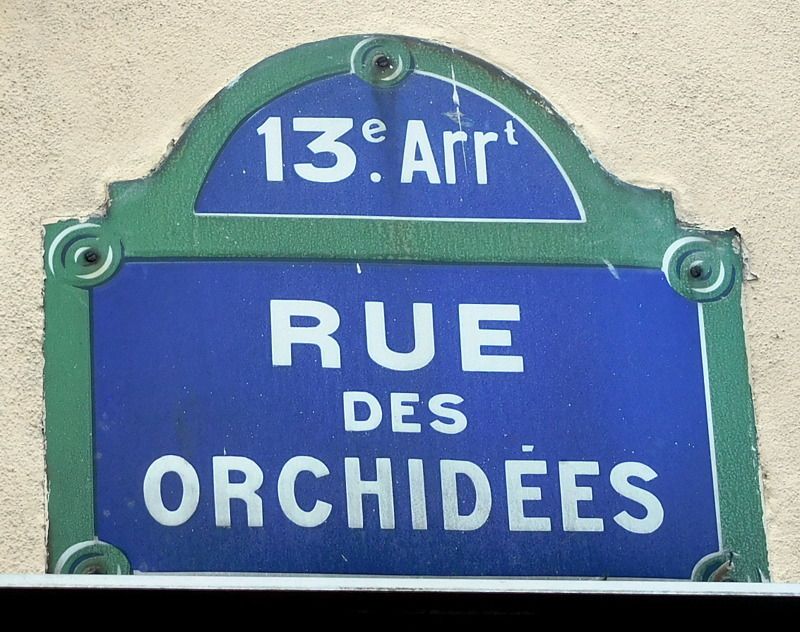 13e. Arrt
RUE
DES
ORCHIDÉES